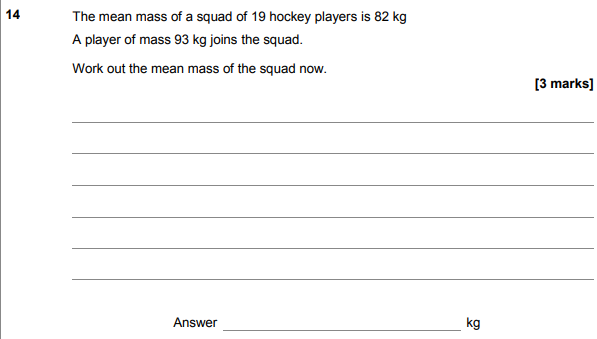 14 The mean mass of a squad of 19 hockey players is 82 kg
A player of mass 93 kg joins the squad.
Work out the mean mass of the squad now.
[3 marks]
Answer kg